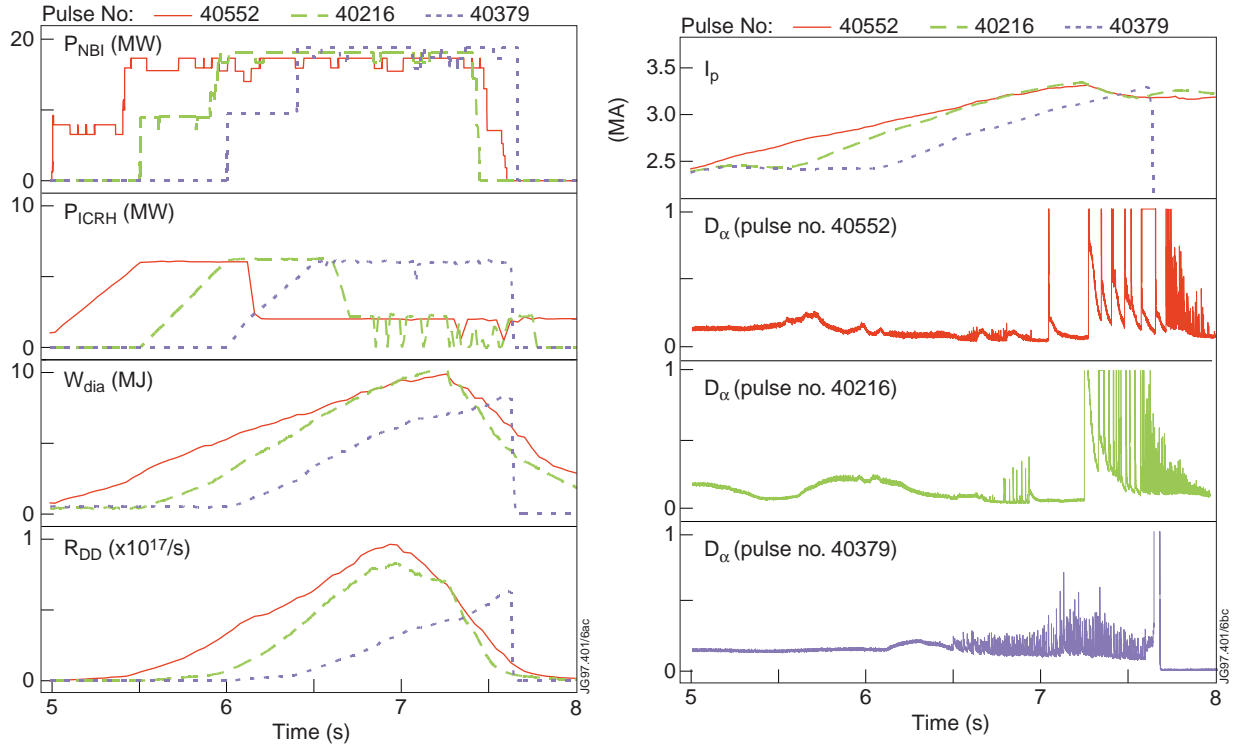 Pulse No: 40552 40216 40379
P_NBI (MW)
20
0
P_ICRH (MW)
10
0
W_dia (MJ)
10
0
R_DD (x10^17/s)
1
0
5 6 7 8
Time (s)
JG97.401/6ac
Pulse No: 40552 40216 40379
I_p
(MA)
3.5
2.5
D_α (pulse no. 40552)
1
0
D_α (pulse no. 40216)
1
0
D_α (pulse no. 40379)
1
0
5 6 7 8
Time (s)
JG97.401/6bc